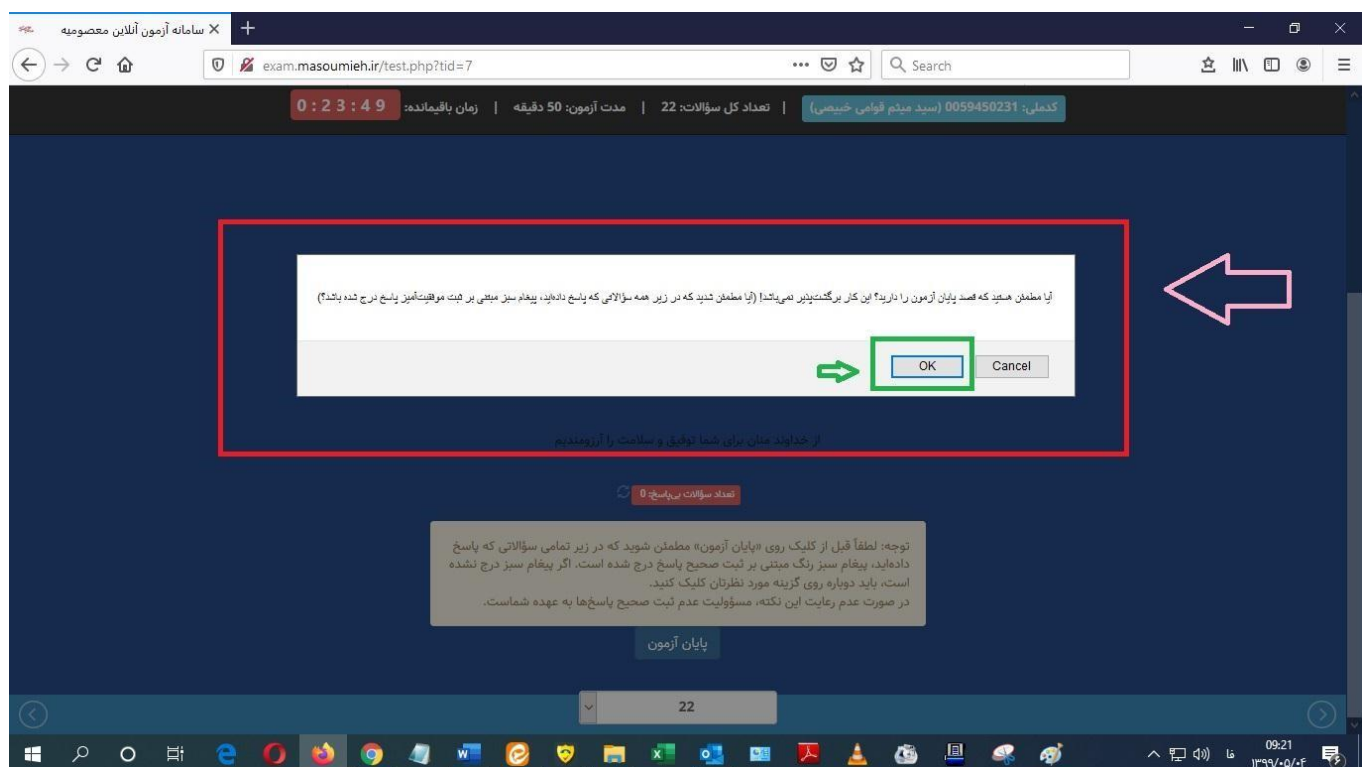 سامانه آزمون آنلاین معصومیه
exam.masoumieh.ir/test.php?tid=7
Search
کدملی: 0059450231 (سید میثم قوامی خبیصی) | تعداد کل سؤالات: 22 | مدت آزمون: 50 دقیقه | زمان باقیمانده: 0:23:49
آیا مطمئن هستید که قصد پایان آزمون را دارید؟ این کار برگشت‌پذیر نمی‌باشد! (آیا مطمئن شدید که در زیر همه سؤالاتی که پاسخ داده‌اید، پیغام سبز مبتنی بر ثبت موفقیت‌آمیز پاسخ درج شده باشد؟)
OK Cancel
از خداوند منان برای شما توفیق و سلامت را آرزومندیم
تعداد سؤالات بی‌پاسخ: 0
توجه: لطفاً قبل از کلیک روی «پایان آزمون» مطمئن شوید که در زیر تمامی سؤالاتی که پاسخ
داده‌اید، پیغام سبز رنگ مبتنی بر ثبت صحیح پاسخ درج شده است. اگر پیغام سبز درج نشده
است، باید دوباره روی گزینه مورد نظرتان کلیک کنید.
در صورت عدم رعایت این نکته، مسؤولیت عدم ثبت صحیح پاسخ‌ها به عهده شماست.
پایان آزمون
22
فا
09:21
۱۳۹۹/۰۵/۰۴